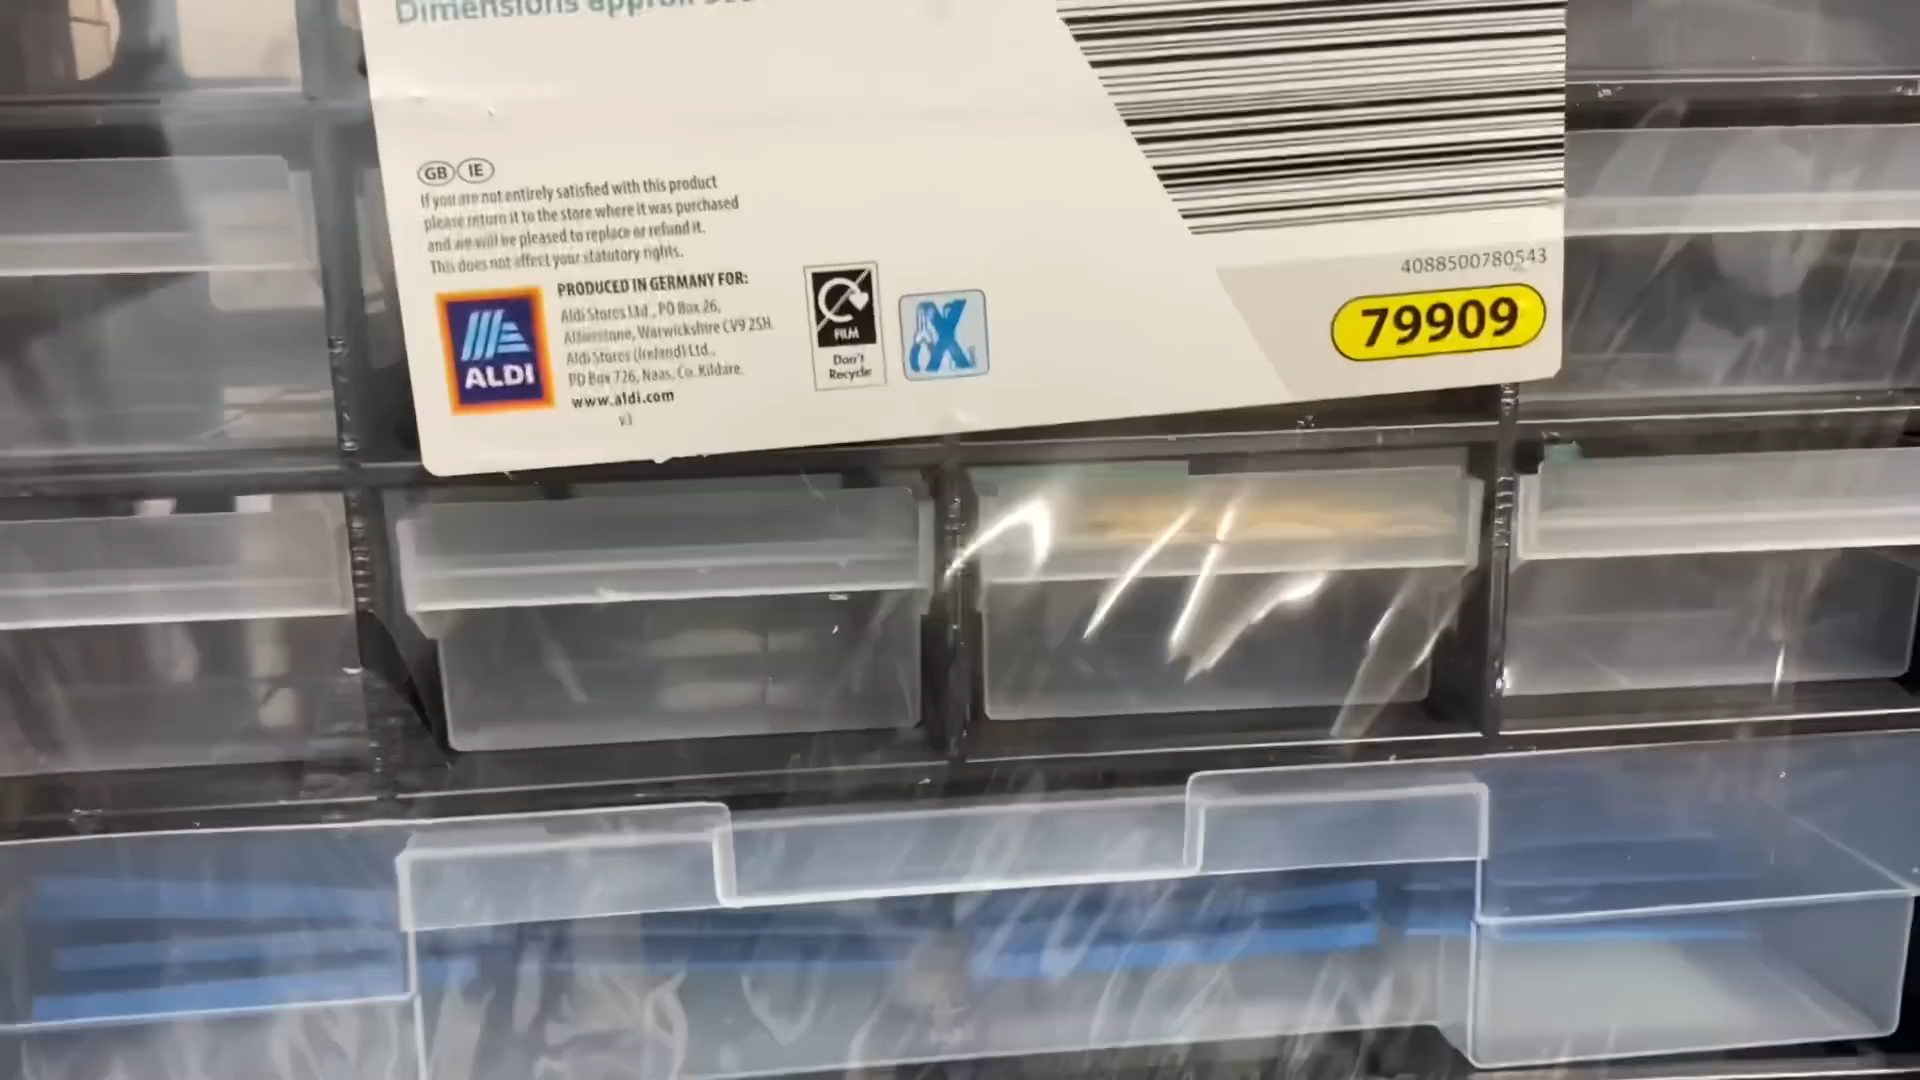 Dimensions approx.
GB IE
If you are not entirely satisfied with this product
please return it to the store where it was purchased
and we will be pleased to replace or refund it.
This does not affect your statutory rights.
PRODUCED IN GERMANY FOR:
Aldi Stores Ltd., PO Box 26,
Atherstone, Warwickshire CV9 2SH.
Aldi Stores (Ireland) Ltd.,
PO Box 726, Naas, Co. Kildare.
www.aldi.com
ALDI
FILM
Don't
Recycle
4088500780543
79909